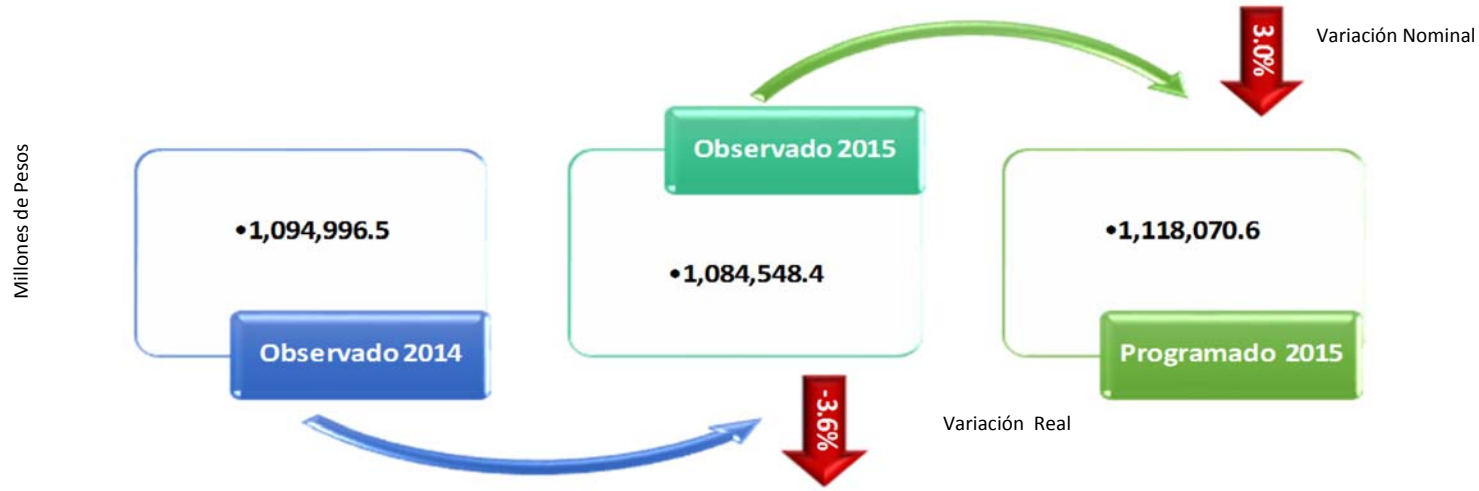 3.0%
Variación Nominal
Observado 2015
Millones de Pesos
•1,094,996.5
•1,084,548.4
•1,118,070.6
Observado 2014
Programado 2015
-3.6%
Variación Real